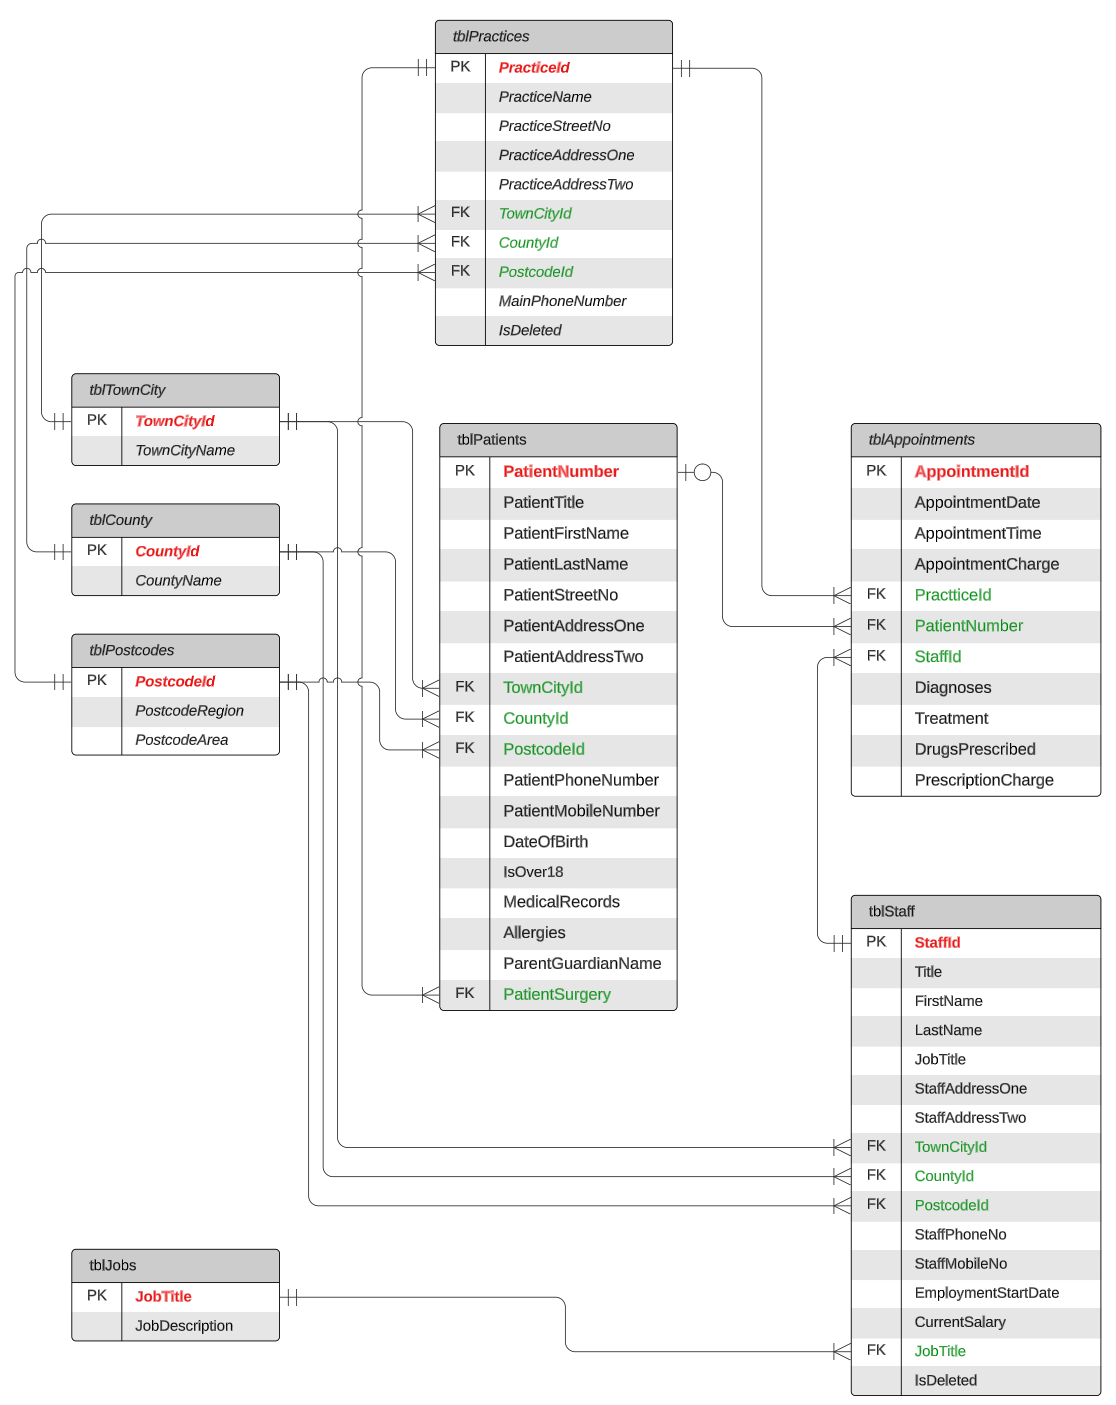 tblPractices
PK PracticeId
PracticeName
PracticeStreetNo
PracticeAddressOne
PracticeAddressTwo
FK TownCityId
FK CountyId
FK PostcodeId
MainPhoneNumber
IsDeleted
tblTownCity
PK TownCityId
TownCityName
tblCounty
PK CountyId
CountyName
tblPostcodes
PK PostcodeId
PostcodeRegion
PostcodeArea
tblPatients
PK PatientNumber
PatientTitle
PatientFirstName
PatientLastName
PatientStreetNo
PatientAddressOne
PatientAddressTwo
FK TownCityId
FK CountyId
FK PostcodeId
PatientPhoneNumber
PatientMobileNumber
DateOfBirth
IsOver18
MedicalRecords
Allergies
ParentGuardianName
FK PatientSurgery
tblAppointments
PK AppointmentId
AppointmentDate
AppointmentTime
AppointmentCharge
FK PractticeId
FK PatientNumber
FK StaffId
Diagnoses
Treatment
DrugsPrescribed
PrescriptionCharge
tblStaff
PK StaffId
Title
FirstName
LastName
JobTitle
StaffAddressOne
StaffAddressTwo
FK TownCityId
FK CountyId
FK PostcodeId
StaffPhoneNo
StaffMobileNo
EmploymentStartDate
CurrentSalary
FK JobTitle
IsDeleted
tblJobs
PK JobTitle
JobDescription